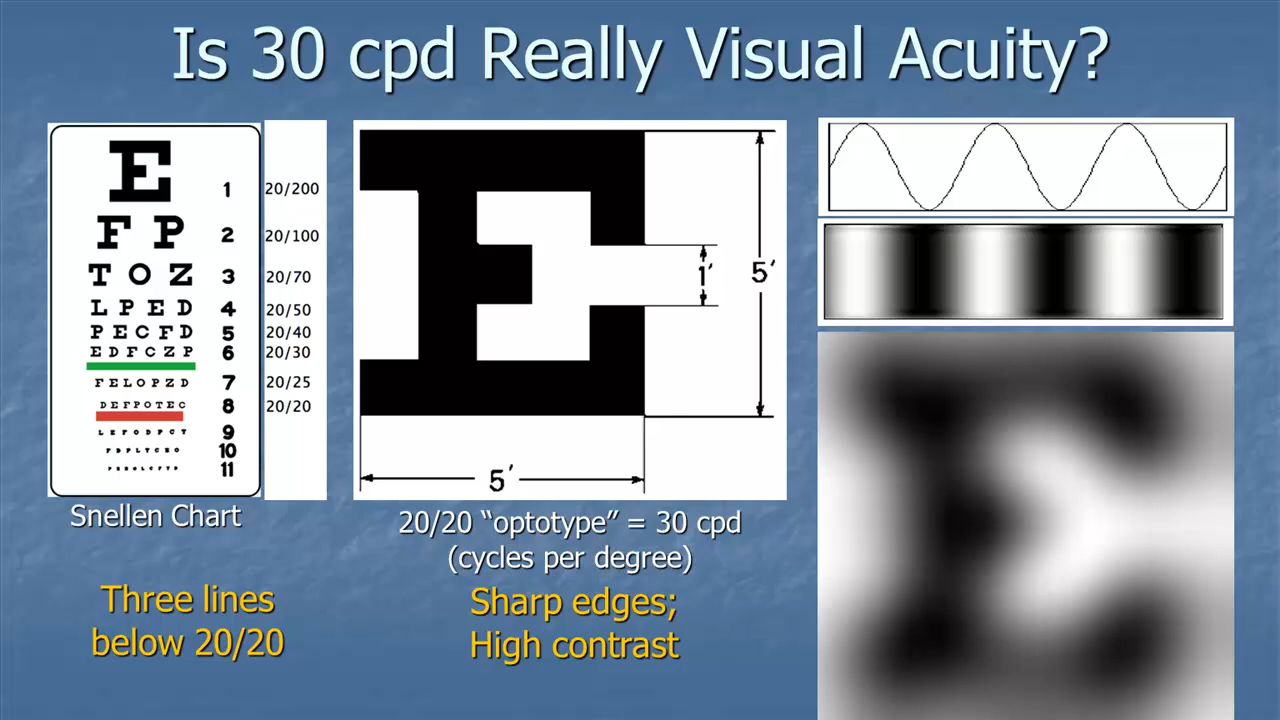 Is 30 cpd Really Visual Acuity?
E 1 20/200
F P 2 20/100
T O Z 3 20/70
L P E D 4 20/50
P E C F D 5 20/40
E D F C Z P 6 20/30
F E L O P Z D 7 20/25
D E F P O T E C 8 20/20
L E F O D P C T 9
F D P L T C E O 10
11
Snellen Chart
Three lines
below 20/20
E
1′
5′
5′
20/20 “optotype” = 30 cpd
(cycles per degree)
Sharp edges;
High contrast
E